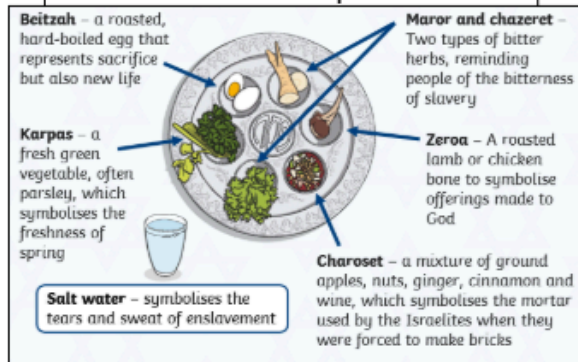 Beitzah – a roasted,
hard-boiled egg that
represents sacrifice
but also new life
Maror and chazeret –
Two types of bitter
herbs, reminding
people of the bitterness
of slavery
Karpas – a
fresh green
vegetable, often
parsley, which
symbolises the
freshness of
spring
Zeroa – A roasted
lamb or chicken
bone to symbolise
offerings made to
God
Salt water – symbolises the
tears and sweat of enslavement
Charoset – a mixture of ground
apples, nuts, ginger, cinnamon and
wine, which symbolises the mortar
used by the Israelites when they
were forced to make bricks